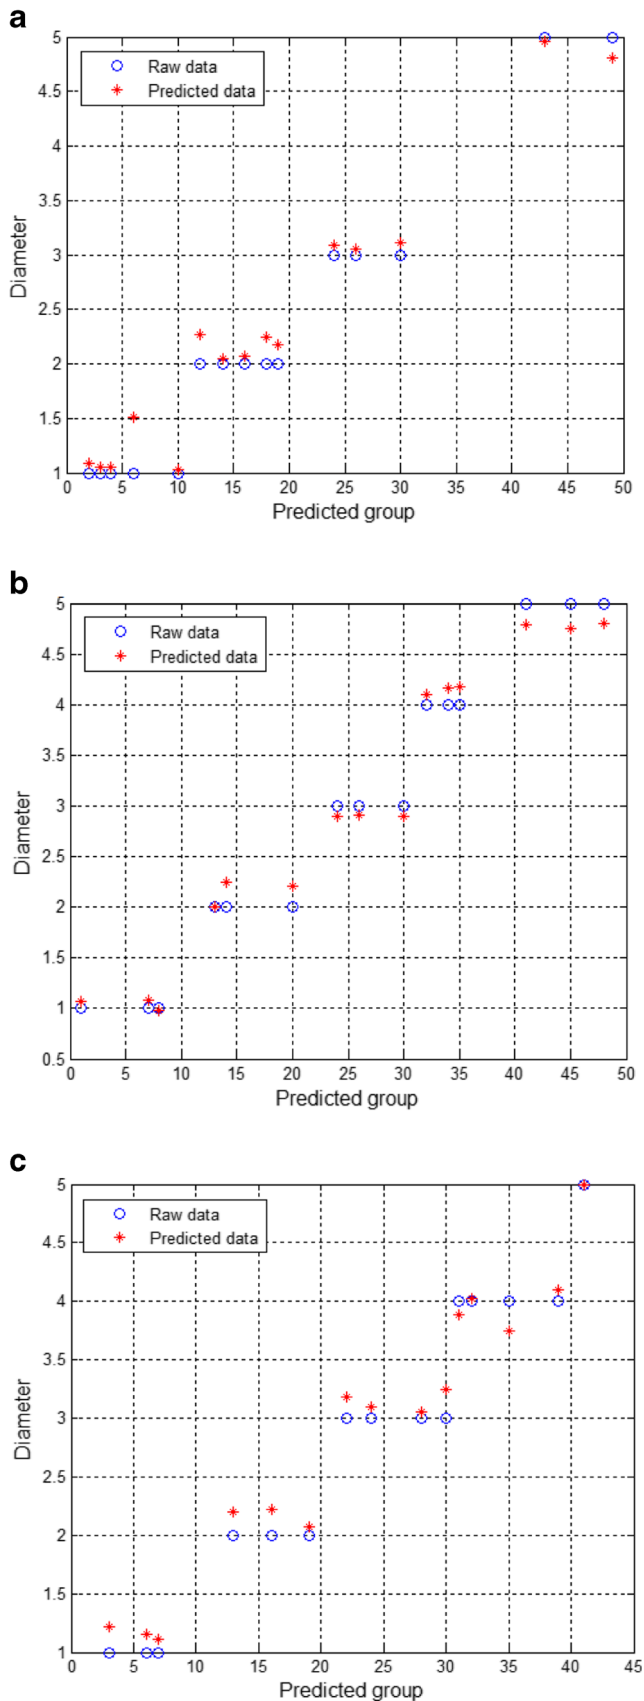 a
5
4.5
4
3.5
3
2.5
2
1.5
1
Diameter
Raw data
Predicted data
0 5 10 15 20 25 30 35 40 45 50
Predicted group
b
5
4.5
4
3.5
3
2.5
2
1.5
1
0.5
Diameter
Raw data
Predicted data
0 5 10 15 20 25 30 35 40 45 50
Predicted group
c
5
4.5
4
3.5
3
2.5
2
1.5
1
Diameter
Raw data
Predicted data
0 5 10 15 20 25 30 35 40 45
Predicted group